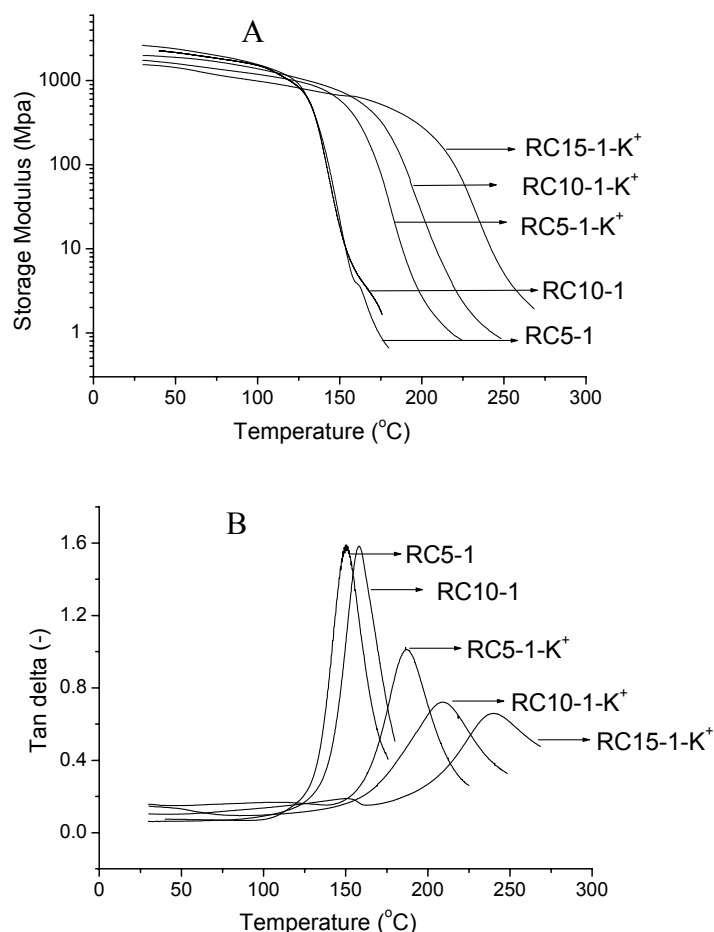 A
1000
100
10
1
Storage Modulus (Mpa)
RC15-1-K⁺
RC10-1-K⁺
RC5-1-K⁺
RC10-1
RC5-1
0 50 100 150 200 250 300
Temperature (°C)
B
1.6
1.2
0.8
0.4
0.0
Tan delta (-)
RC5-1
RC10-1
RC5-1-K⁺
RC10-1-K⁺
RC15-1-K⁺
0 50 100 150 200 250 300
Temperature (°C)